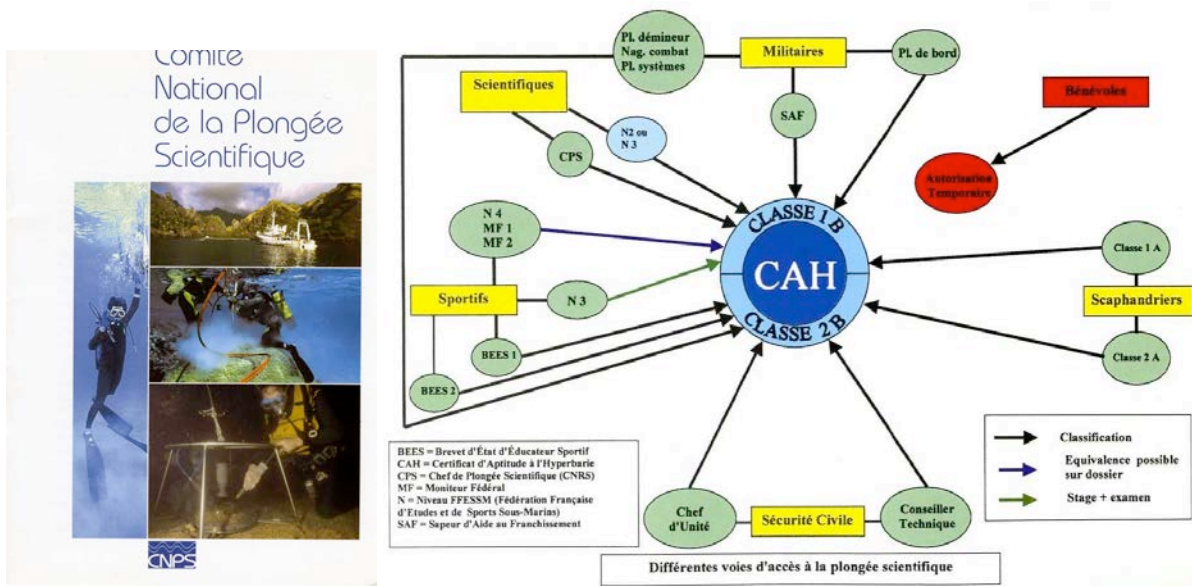 Comité
National
de la Plongée
Scientifique
CNPS
Pl. démineur
Nag. combat
Pl. systèmes
Militaires
Pl. de bord
Scientifiques
N2 ou
N 3
SAF
Bénévoles
CPS
Autorisation
Temporaire
N 4
MF 1
MF 2
CLASSE 1 B
CAH
CLASSE 2 B
Classe 1 A
Sportifs
N 3
Scaphandriers
BEES 1
Classe 2 A
BEES 2
BEES = Brevet d'État d'Éducateur Sportif
CAH = Certificat d'Aptitude à l'Hyperbarie
CPS = Chef de Plongée Scientifique (CNRS)
MF = Moniteur Fédéral
N = Niveau FFESSM (Fédération Française
d'Etudes et de Sports Sous-Marins)
SAF = Sapeur d'Aide au Franchissement
Classification
Equivalence possible
sur dossier
Stage + examen
Chef
d'Unité
Sécurité Civile
Conseiller
Technique
Différentes voies d'accès à la plongée scientifique